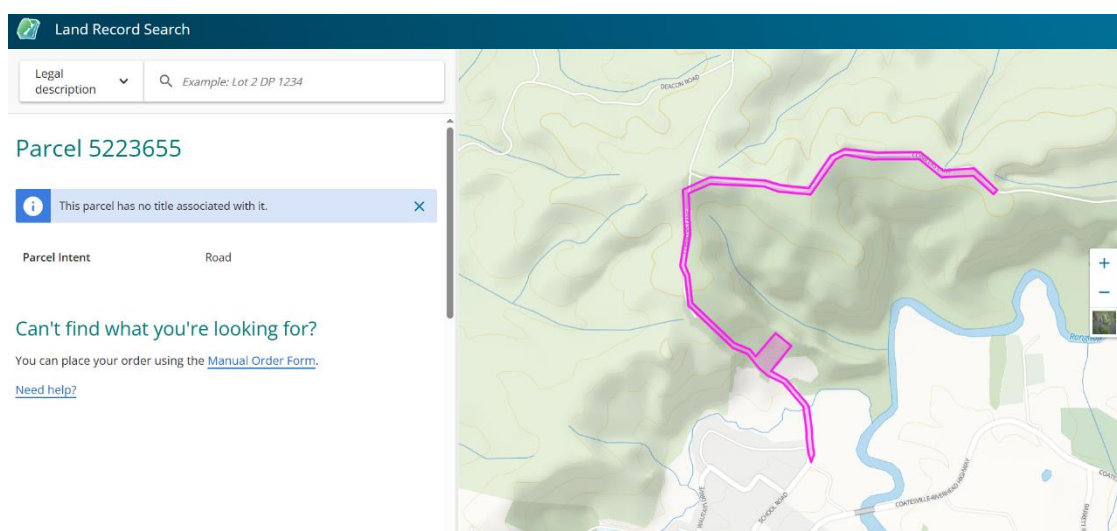 Land Record Search
Legal
description
Example: Lot 2 DP 1234
Parcel 5223655
This parcel has no title associated with it.
Parcel Intent Road
Can't find what you're looking for?
You can place your order using the Manual Order Form.
Need help?
DEACON ROAD
SCHOOL ROAD
COATESVILLE-RIVERHEAD HIGHWAY